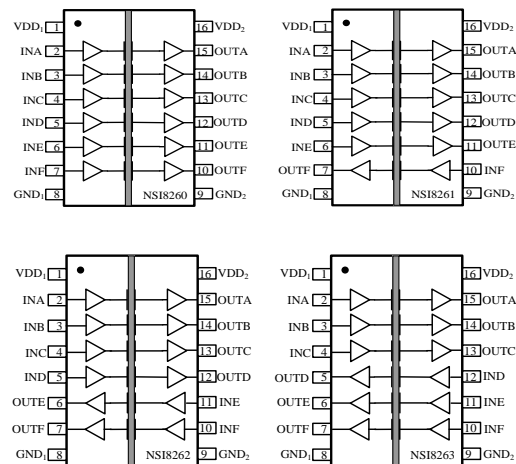 VDD₁ 1 16 VDD₂
INA 2 15 OUTA
INB 3 14 OUTB
INC 4 13 OUTC
IND 5 12 OUTD
INE 6 11 OUTE
INF 7 10 OUTF
GND₁ 8 NSI8260 9 GND₂
VDD₁ 1 16 VDD₂
INA 2 15 OUTA
INB 3 14 OUTB
INC 4 13 OUTC
IND 5 12 OUTD
INE 6 11 OUTE
OUTF 7 10 INF
GND₁ 8 NSI8261 9 GND₂
VDD₁ 1 16 VDD₂
INA 2 15 OUTA
INB 3 14 OUTB
INC 4 13 OUTC
IND 5 12 OUTD
OUTE 6 11 INE
OUTF 7 10 INF
GND₁ 8 NSI8262 9 GND₂
VDD₁ 1 16 VDD₂
INA 2 15 OUTA
INB 3 14 OUTB
INC 4 13 OUTC
OUTD 5 12 IND
OUTE 6 11 INE
OUTF 7 10 INF
GND₁ 8 NSI8263 9 GND₂